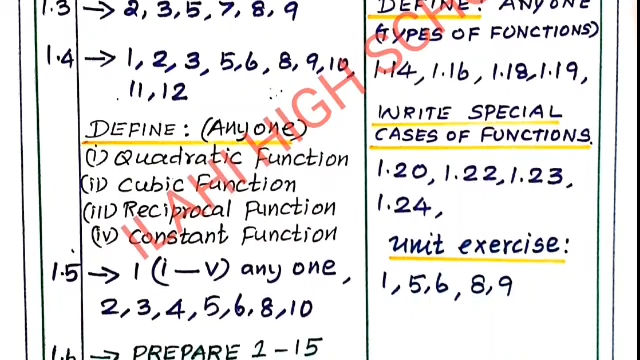 1.3 → 2, 3, 5, 7, 8, 9
1.4 → 1, 2, 3, 5, 6, 8, 9, 10,
11, 12
DEFINE: (Any one)
(i) Quadratic Function
(ii) Cubic Function
(iii) Reciprocal Function
(iv) Constant Function
1.5 → 1 (i — v) any one,
2, 3, 4, 5, 6, 8, 10
1.6 → PREPARE 1 - 15
DEFINE: ANYONE
(TYPES OF FUNCTIONS)
1.14, 1.16, 1.18, 1.19,
WRITE SPECIAL
CASES OF FUNCTIONS.
1.20, 1.22, 1.23,
1.24,
Unit exercise:
1, 5, 6, 8, 9
ILAHI HIGH SCH